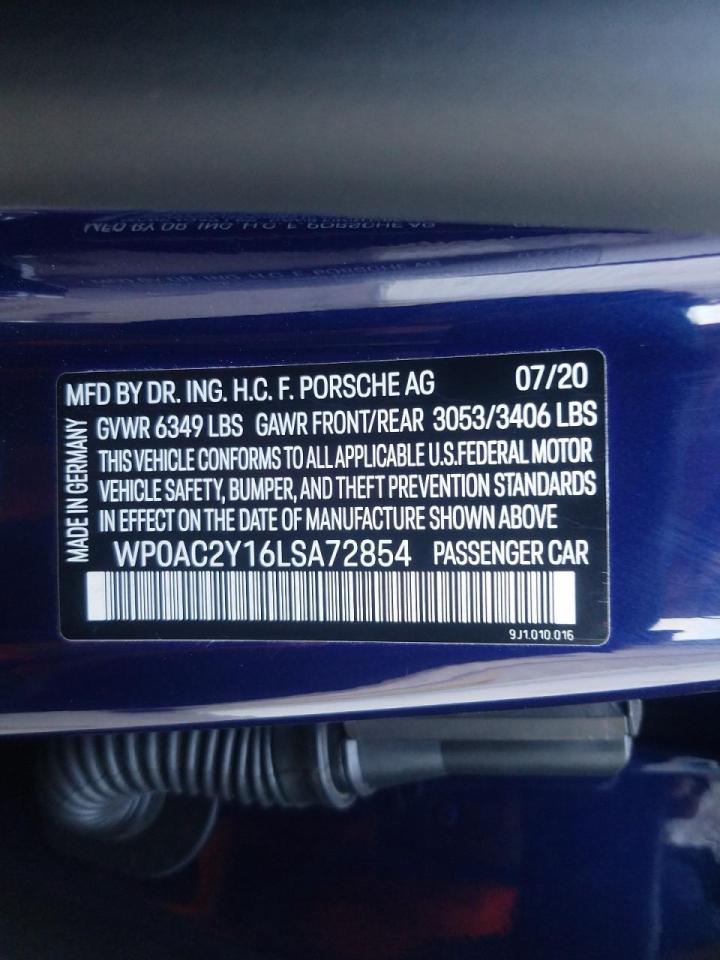 MFD BY DR. ING. H.C. F. PORSCHE AG 07/20
GVWR 6349 LBS GAWR FRONT/REAR 3053/3406 LBS
THIS VEHICLE CONFORMS TO ALL APPLICABLE U.S.FEDERAL MOTOR
VEHICLE SAFETY, BUMPER, AND THEFT PREVENTION STANDARDS
IN EFFECT ON THE DATE OF MANUFACTURE SHOWN ABOVE
WP0AC2Y16LSA72854 PASSENGER CAR
9J1.010.016
MADE IN GERMANY